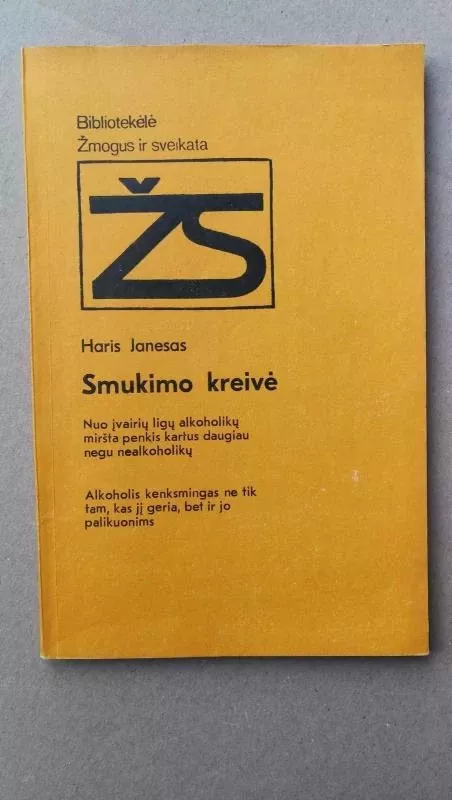 Bibliotekėlė
Žmogus ir sveikata
ŽS
Haris Janesas
Smukimo kreivė
Nuo įvairių ligų alkoholikų
miršta penkis kartus daugiau
negu nealkoholikų
Alkoholis kenksmingas ne tik
tam, kas jį geria, bet ir jo
palikuonims